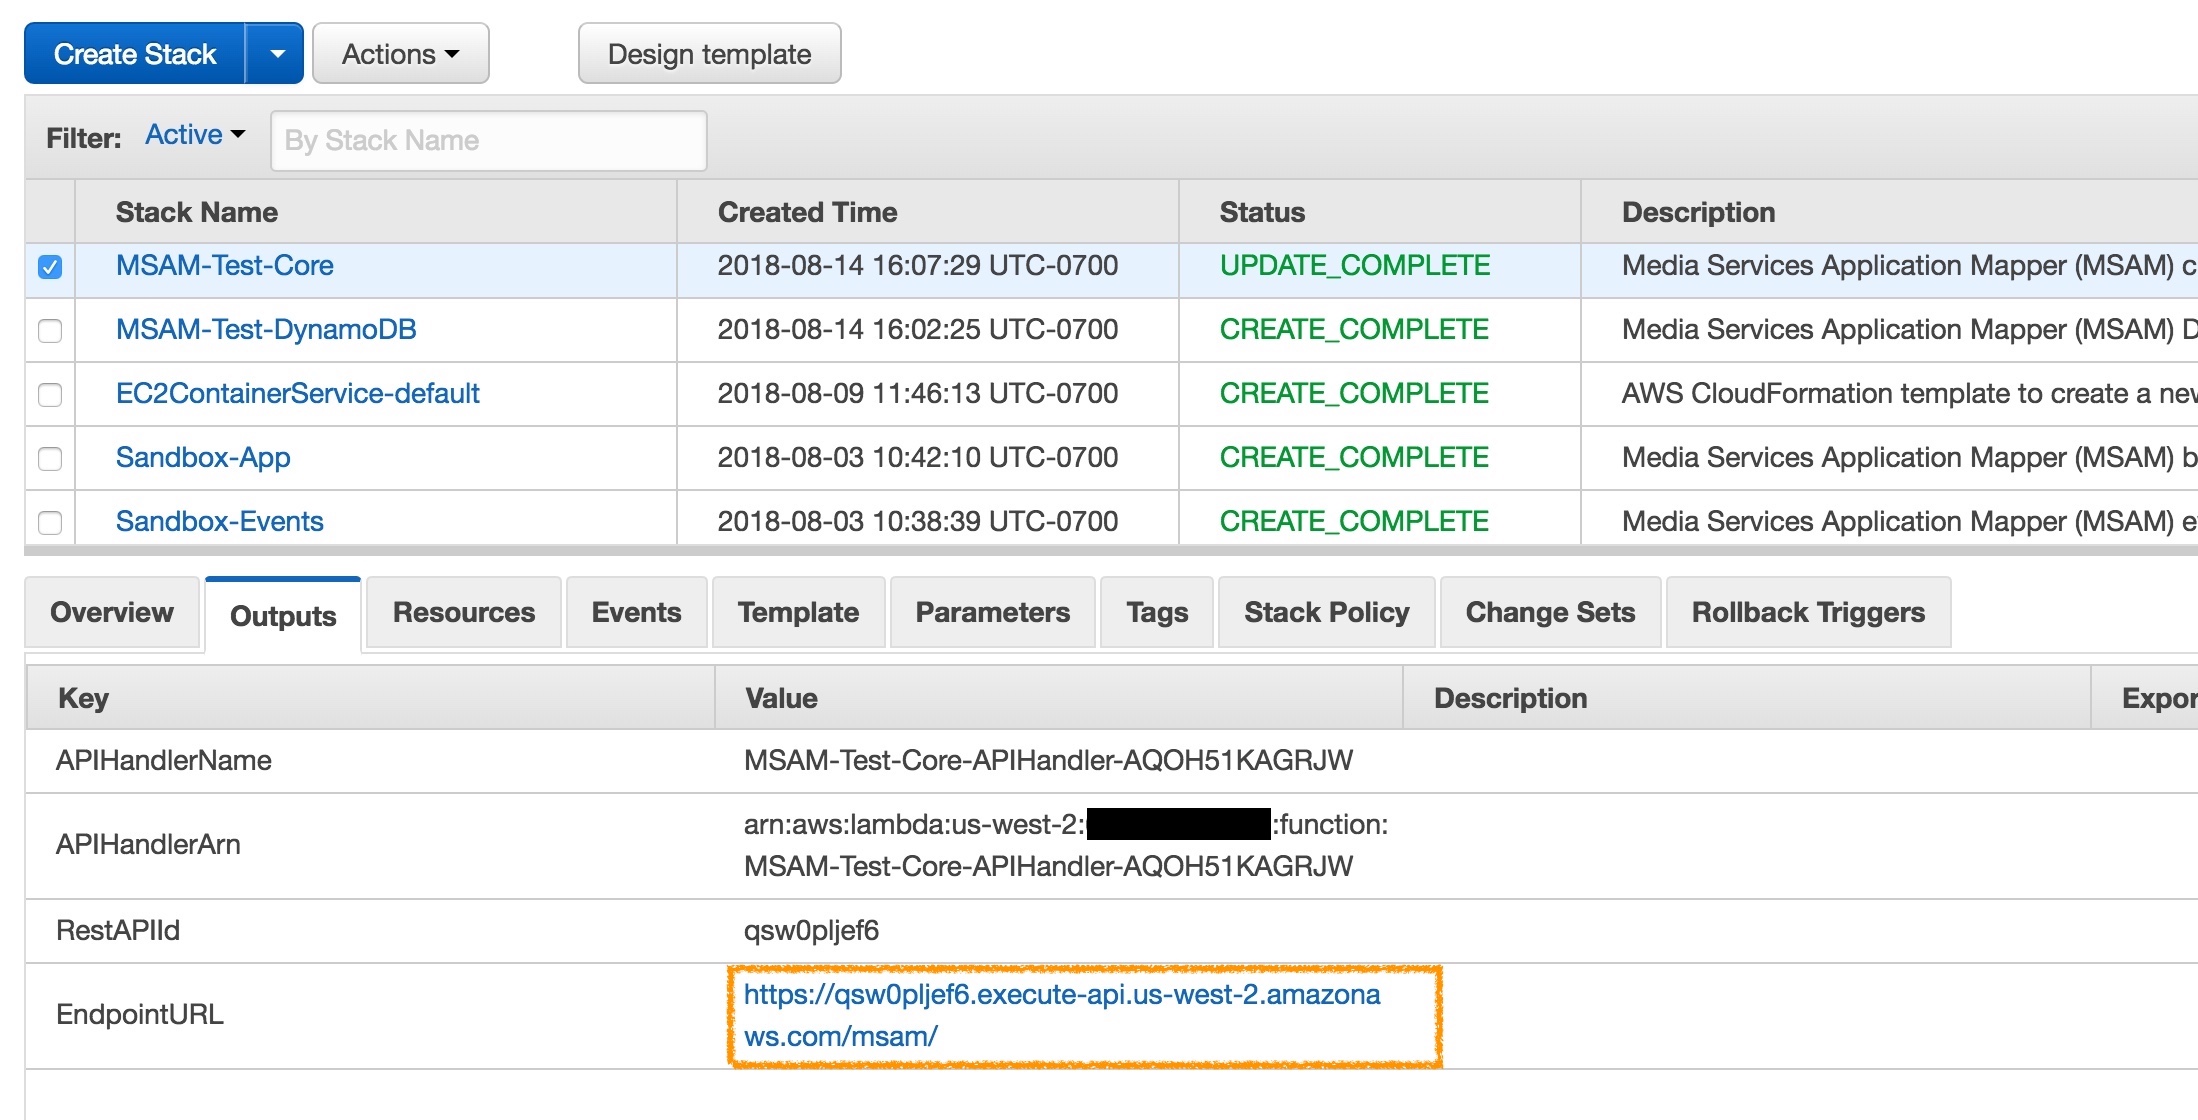 Create Stack Actions Design template
Filter: Active By Stack Name
Stack Name Created Time Status Description
MSAM-Test-Core 2018-08-14 16:07:29 UTC-0700 UPDATE_COMPLETE Media Services Application Mapper (MSAM) c
MSAM-Test-DynamoDB 2018-08-14 16:02:25 UTC-0700 CREATE_COMPLETE Media Services Application Mapper (MSAM) D
EC2ContainerService-default 2018-08-09 11:46:13 UTC-0700 CREATE_COMPLETE AWS CloudFormation template to create a new
Sandbox-App 2018-08-03 10:42:10 UTC-0700 CREATE_COMPLETE Media Services Application Mapper (MSAM) b
Sandbox-Events 2018-08-03 10:38:39 UTC-0700 CREATE_COMPLETE Media Services Application Mapper (MSAM) e
Overview Outputs Resources Events Template Parameters Tags Stack Policy Change Sets Rollback Triggers
Key Value Description Expor
APIHandlerName MSAM-Test-Core-APIHandler-AQOH51KAGRJW
APIHandlerArn arn:aws:lambda:us-west-2: :function:
MSAM-Test-Core-APIHandler-AQOH51KAGRJW
RestAPIId qsw0pljef6
EndpointURL https://qsw0pljef6.execute-api.us-west-2.amazona
ws.com/msam/